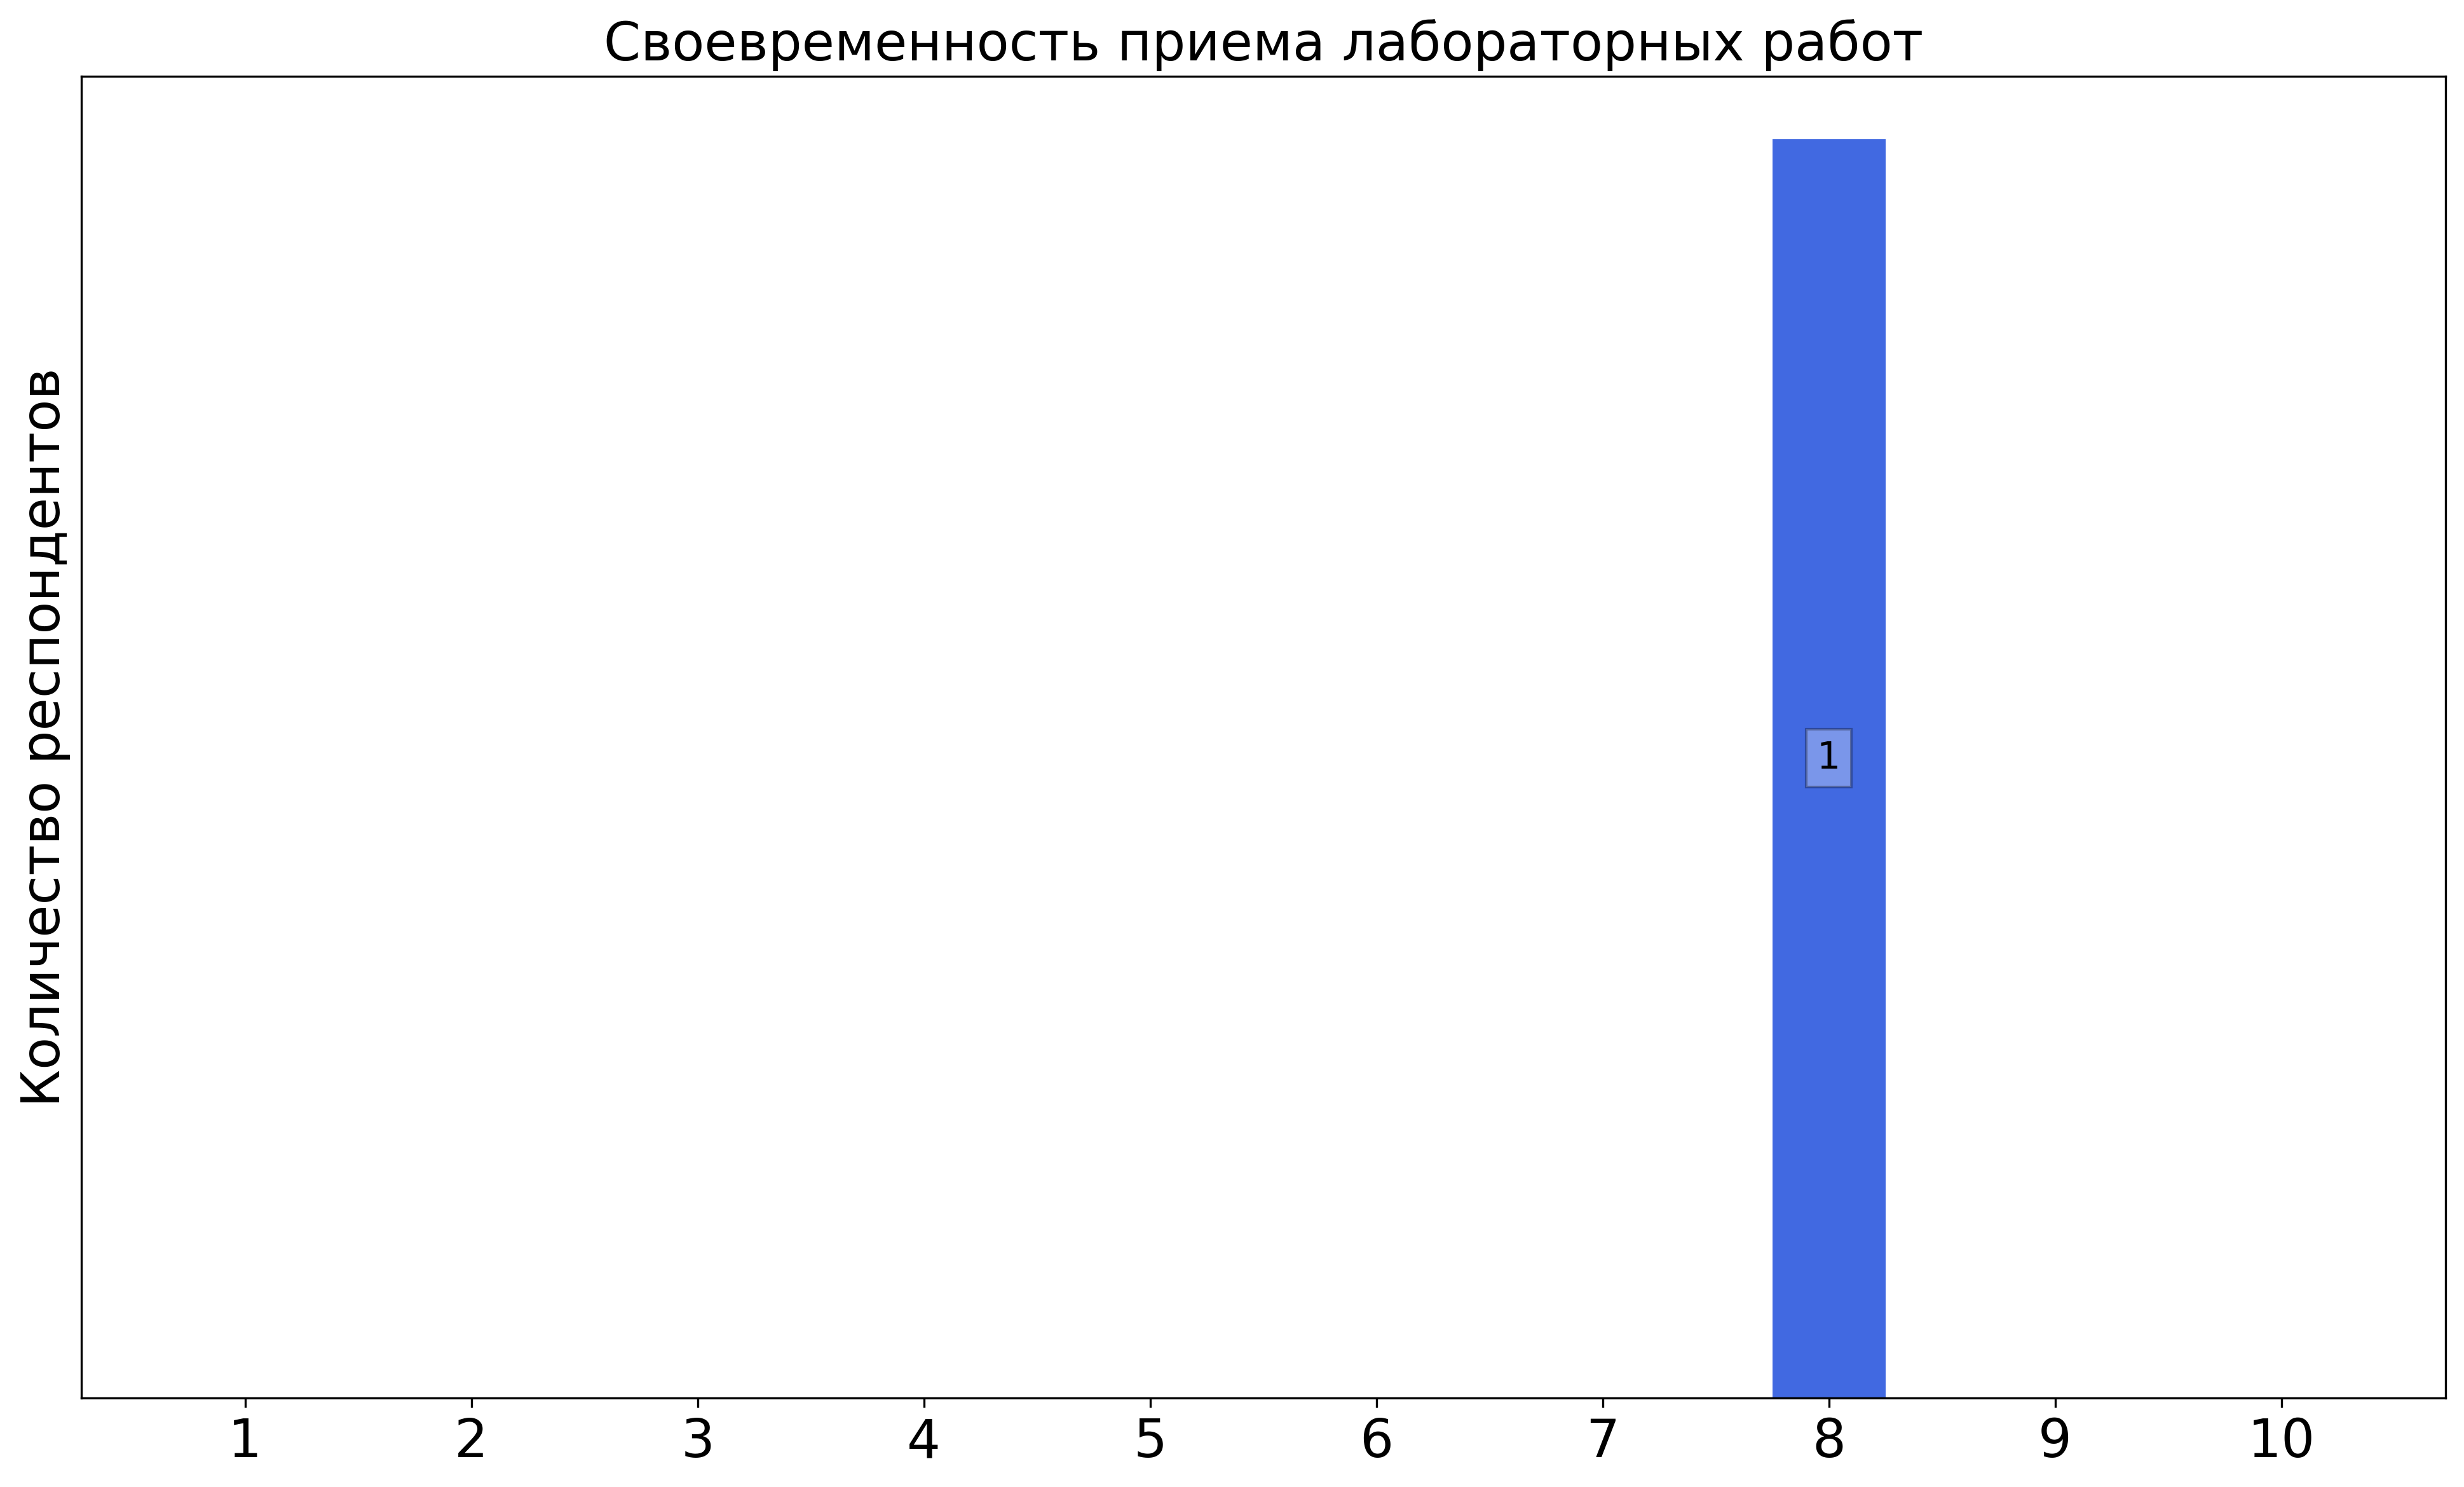 Своевременность приема лабораторных работ
Количество респондентов
1
1 2 3 4 5 6 7 8 9 10